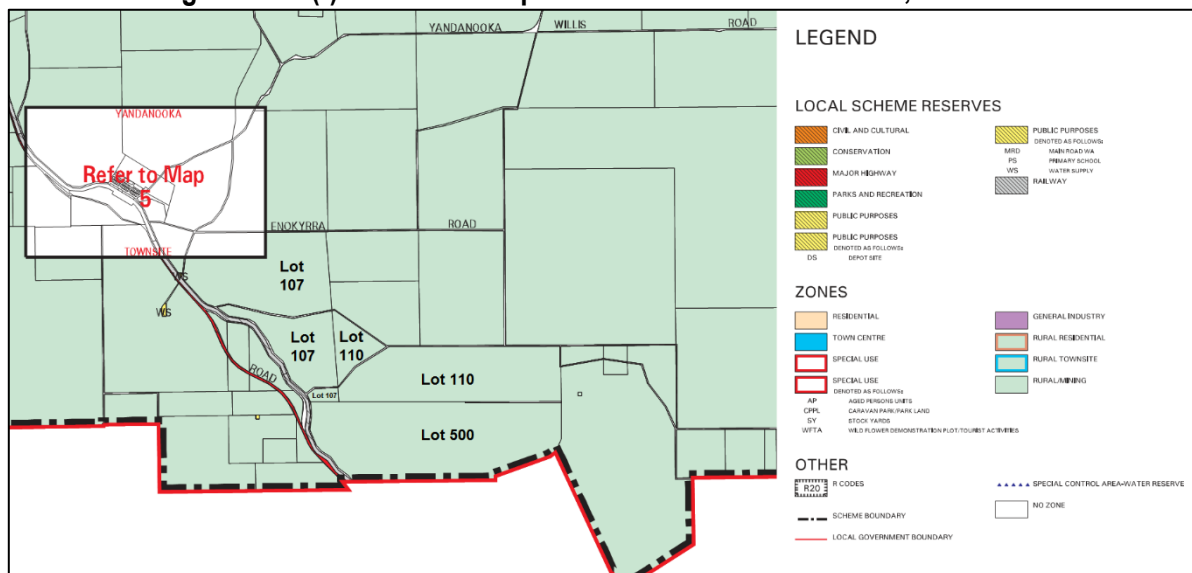 YANDANOOKA WILLIS ROAD
YANDANOOKA
Refer to Map
5
TOWNSITE
ENOKYRRA ROAD
WS
WS
Lot
107
Lot
107
Lot
110
ROAD
Lot 110
Lot 107
Lot 500
LEGEND
LOCAL SCHEME RESERVES
CIVIL AND CULTURAL
CONSERVATION
MAJOR HIGHWAY
PARKS AND RECREATION
PUBLIC PURPOSES
PUBLIC PURPOSES
DENOTED AS FOLLOWS:
DS DEPOT SITE
PUBLIC PURPOSES
DENOTED AS FOLLOWS:
MRD MAIN ROAD WA
PS PRIMARY SCHOOL
WS WATER SUPPLY
RAILWAY
ZONES
RESIDENTIAL
TOWN CENTRE
SPECIAL USE
SPECIAL USE
DENOTED AS FOLLOWS:
AP AGED PERSONS UNITS
CPPL CARAVAN PARK/PARK LAND
SY STOCK YARDS
WFTA WILD FLOWER DEMONSTRATION PLOT/TOURIST ACTIVITIES
GENERAL INDUSTRY
RURAL RESIDENTIAL
RURAL TOWNSITE
RURAL/MINING
OTHER
R20 R CODES
SCHEME BOUNDARY
LOCAL GOVERNMENT BOUNDARY
SPECIAL CONTROL AREA-WATER RESERVE
NO ZONE